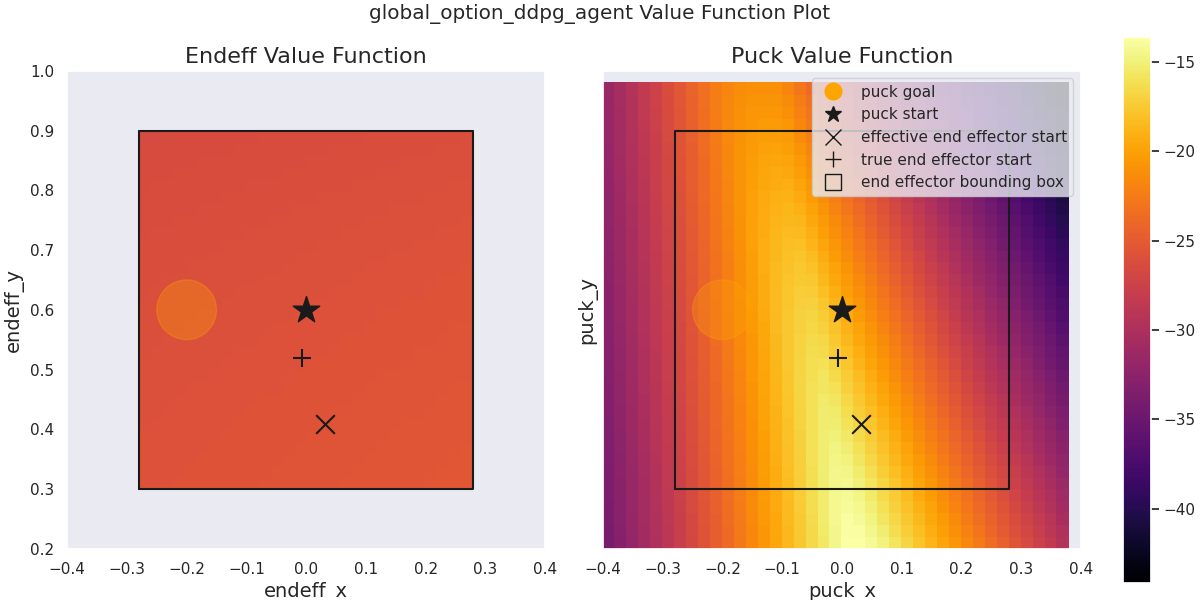 global_option_ddpg_agent Value Function Plot
Endeff Value Function
Puck Value Function
1.0
0.9
0.8
0.7
0.6
0.5
0.4
0.3
0.2
endeff_y
−0.4 −0.3 −0.2 −0.1 0.0 0.1 0.2 0.3 0.4
endeff_x
puck_y
puck goal
puck start
effective end effector start
true end effector start
end effector bounding box
−0.4 −0.3 −0.2 −0.1 0.0 0.1 0.2 0.3 0.4
puck_x
−15
−20
−25
−30
−35
−40